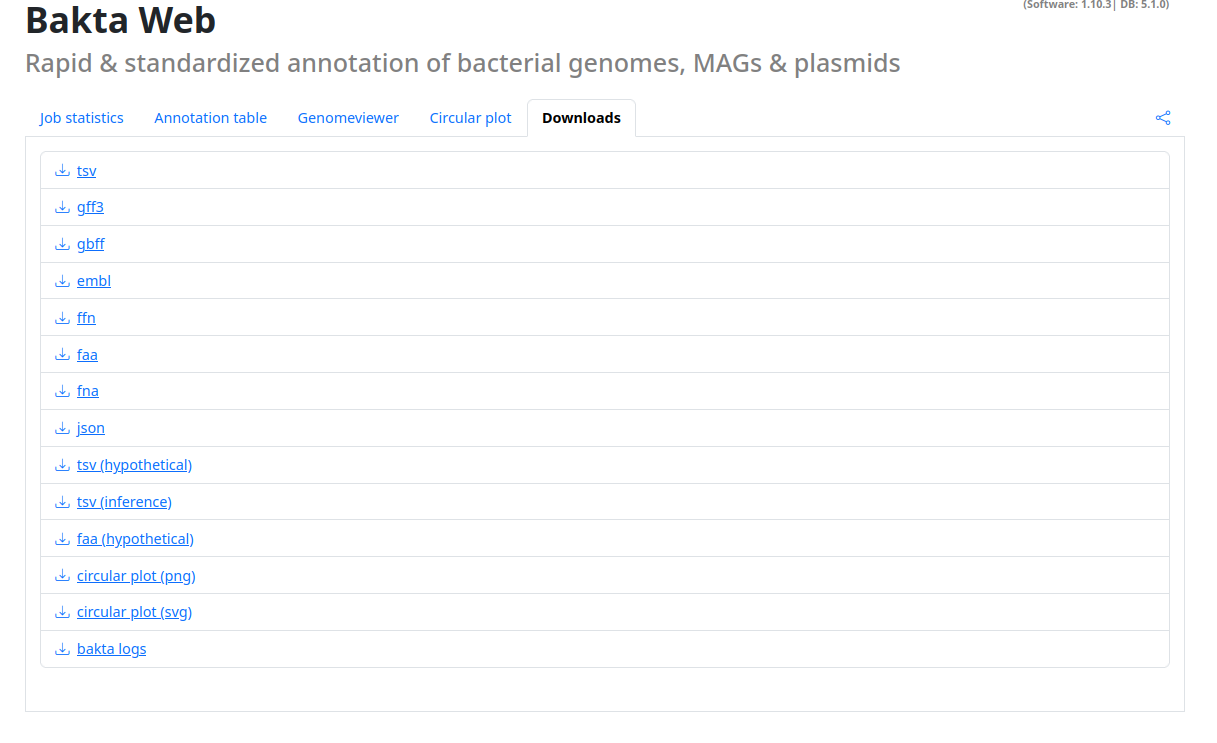 (Software: 1.10.3| DB: 5.1.0)
Bakta Web
Rapid & standardized annotation of bacterial genomes, MAGs & plasmids
Job statistics Annotation table Genomeviewer Circular plot Downloads
tsv
gff3
gbff
embl
ffn
faa
fna
json
tsv (hypothetical)
tsv (inference)
faa (hypothetical)
circular plot (png)
circular plot (svg)
bakta logs